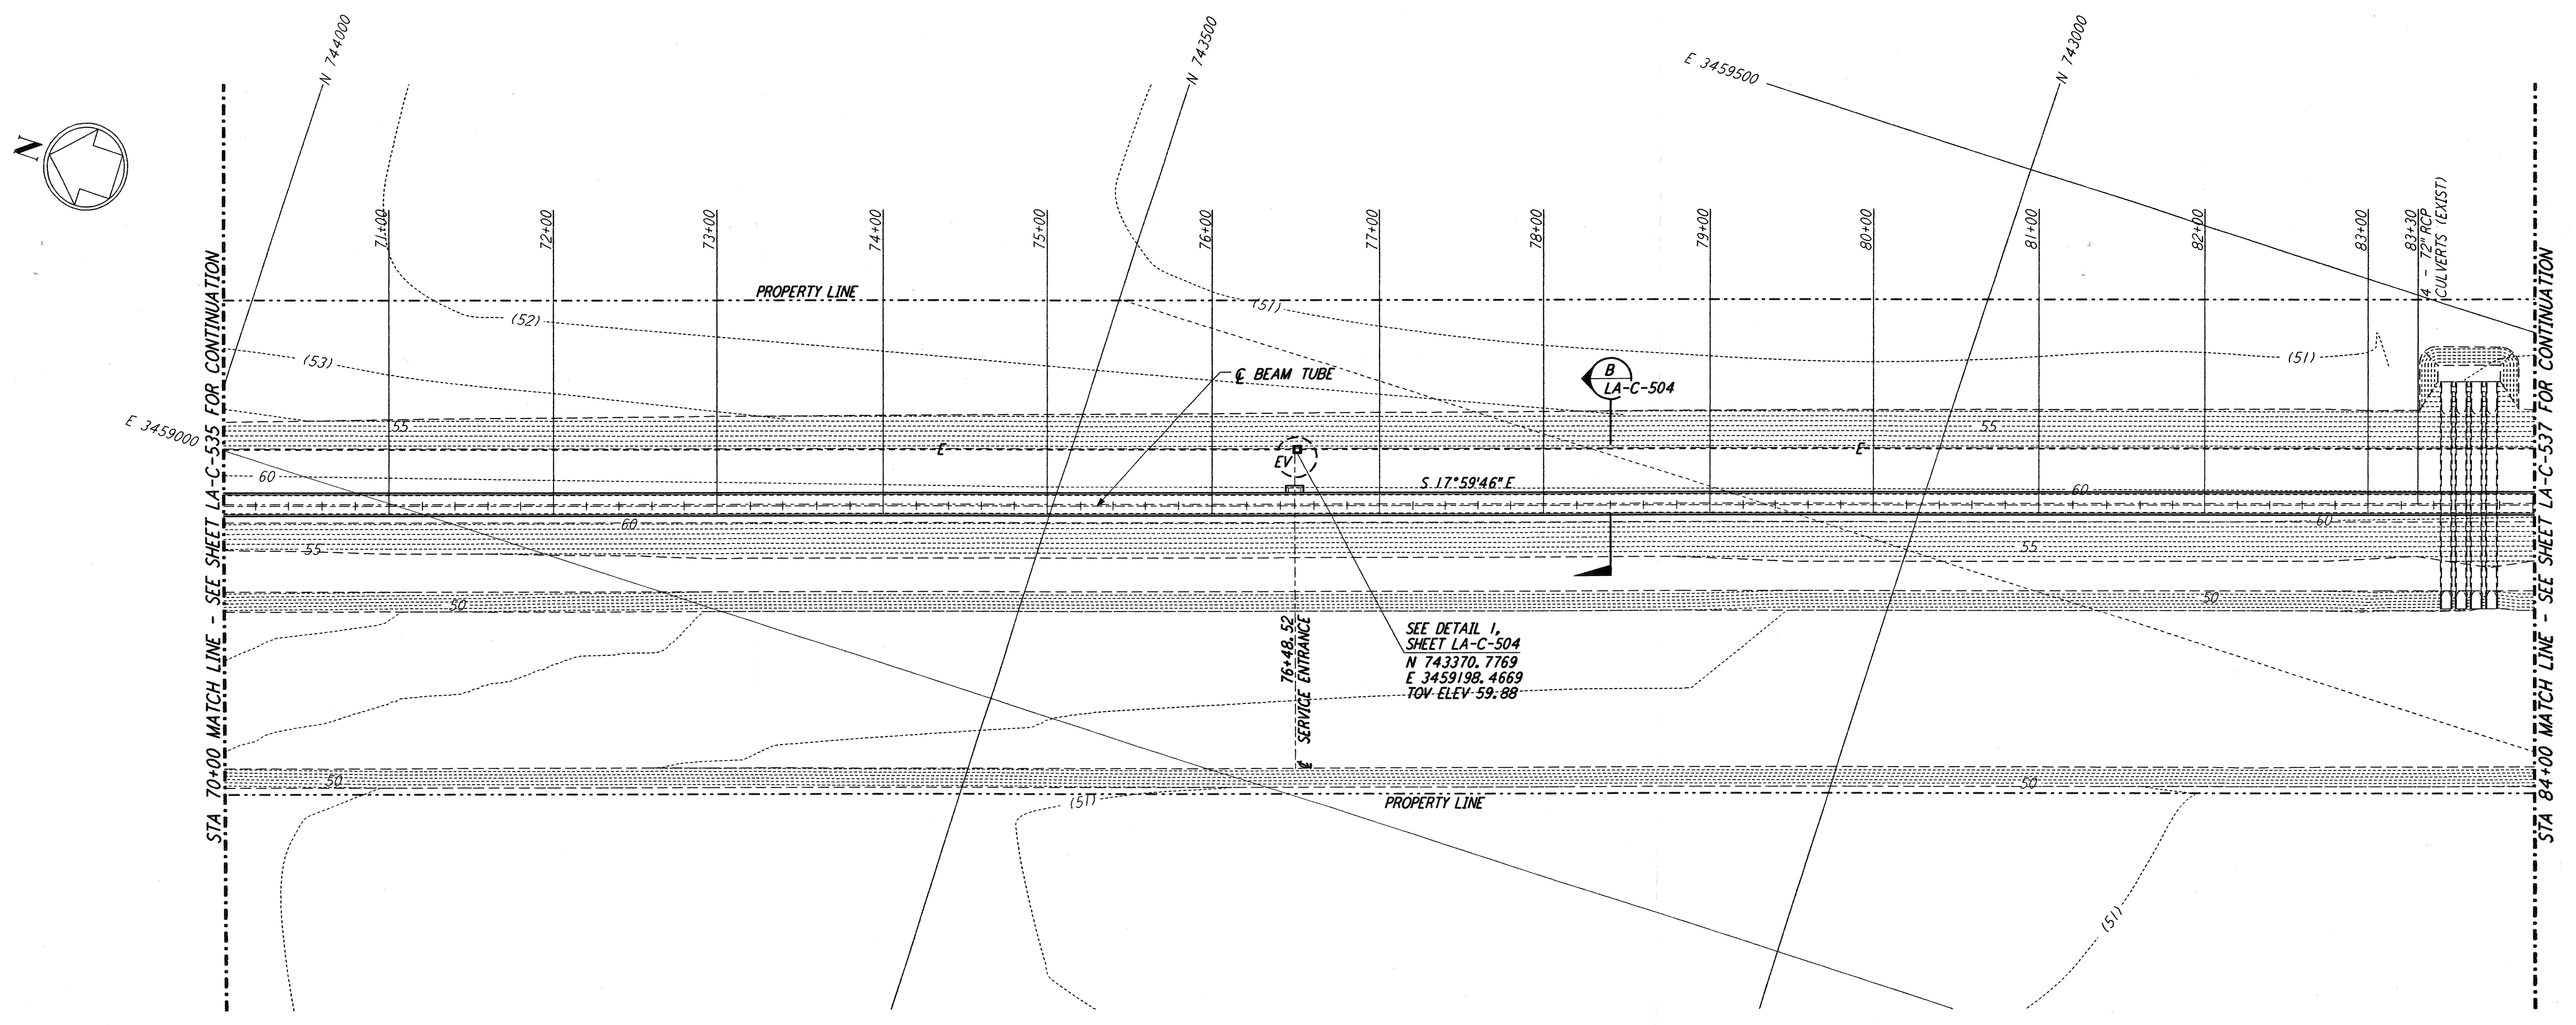 N 744000
N 743500
E 3459500
N 743000
N
71+00
72+00
73+00
74+00
75+00
76+00
77+00
78+00
79+00
80+00
81+00
82+00
83+00
83+30
4 - 72" RCP
CULVERTS (EXIST)
STA 70+00 MATCH LINE - SEE SHEET LA-C-535 FOR CONTINUATION
STA 84+00 MATCH LINE - SEE SHEET LA-C-537 FOR CONTINUATION
PROPERTY LINE
(51)
(52)
(53)
(51)
℄ BEAM TUBE
B
LA-C-504
E 3459000
55
55
E
E
EV
60
S 17°59'46" E
60
60
60
55
55
50
50
76+48.52
℄ SERVICE ENTRANCE
SEE DETAIL 1,
SHEET LA-C-504
N 743370.7769
E 3459198.4669
TOV ELEV 59.88
50
50
(51)
PROPERTY LINE
(51)